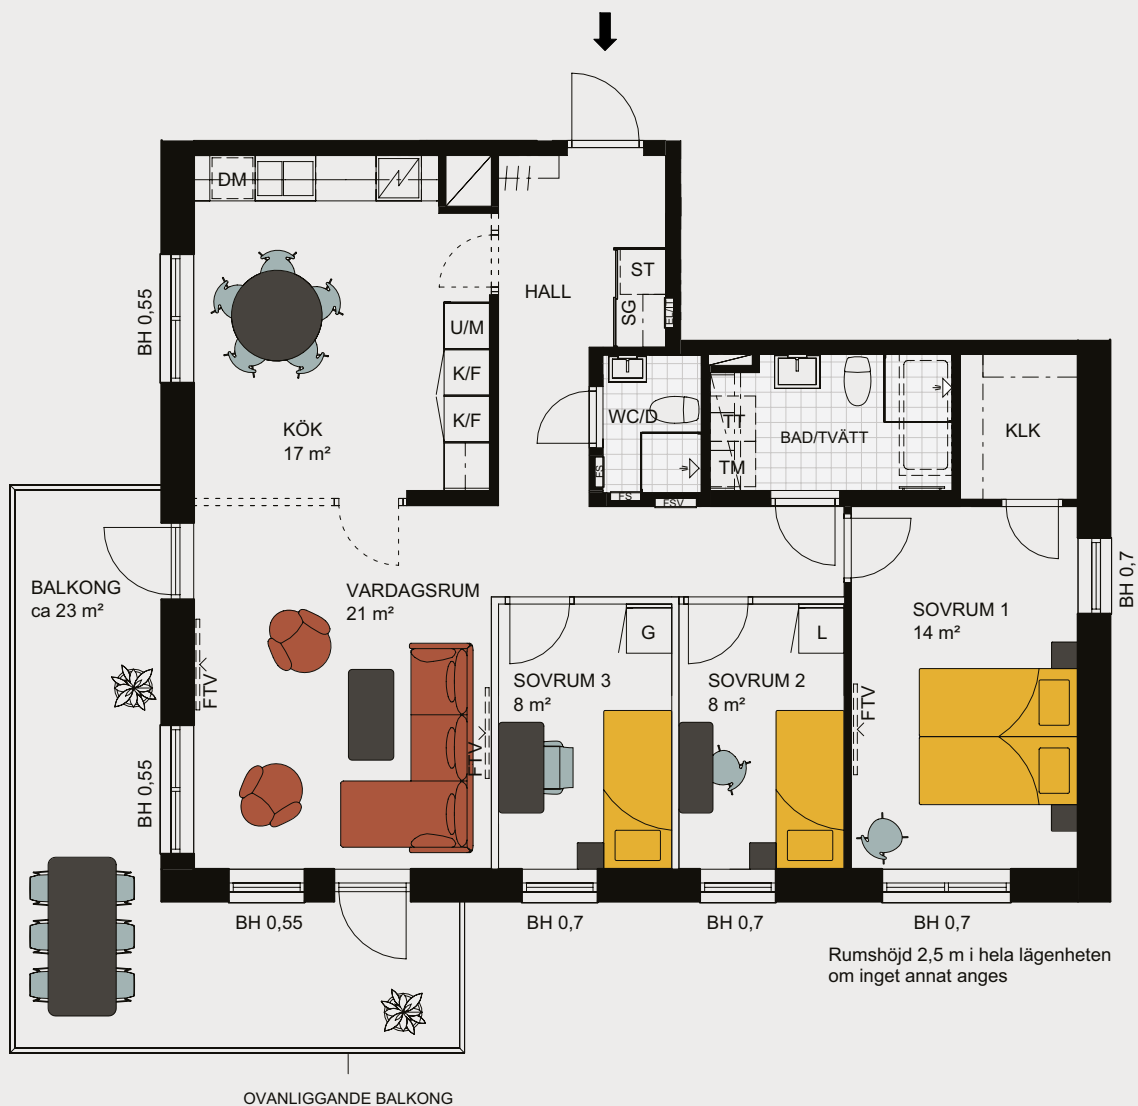 DM
ST
SG
EL/IT
HALL
BH 0,55
U/M
K/F
K/F
KÖK
17 m²
WC/D
TT
TM
BAD/TVÄTT
KLK
FS
FS
FSV
BALKONG
ca 23 m²
VARDAGSRUM
21 m²
BH 0,7
SOVRUM 1
14 m²
G
L
SOVRUM 3
8 m²
SOVRUM 2
8 m²
FTV
FTV
FTV
BH 0,55
BH 0,55
BH 0,7
BH 0,7
BH 0,7
Rumshöjd 2,5 m i hela lägenheten
om inget annat anges
OVANLIGGANDE BALKONG